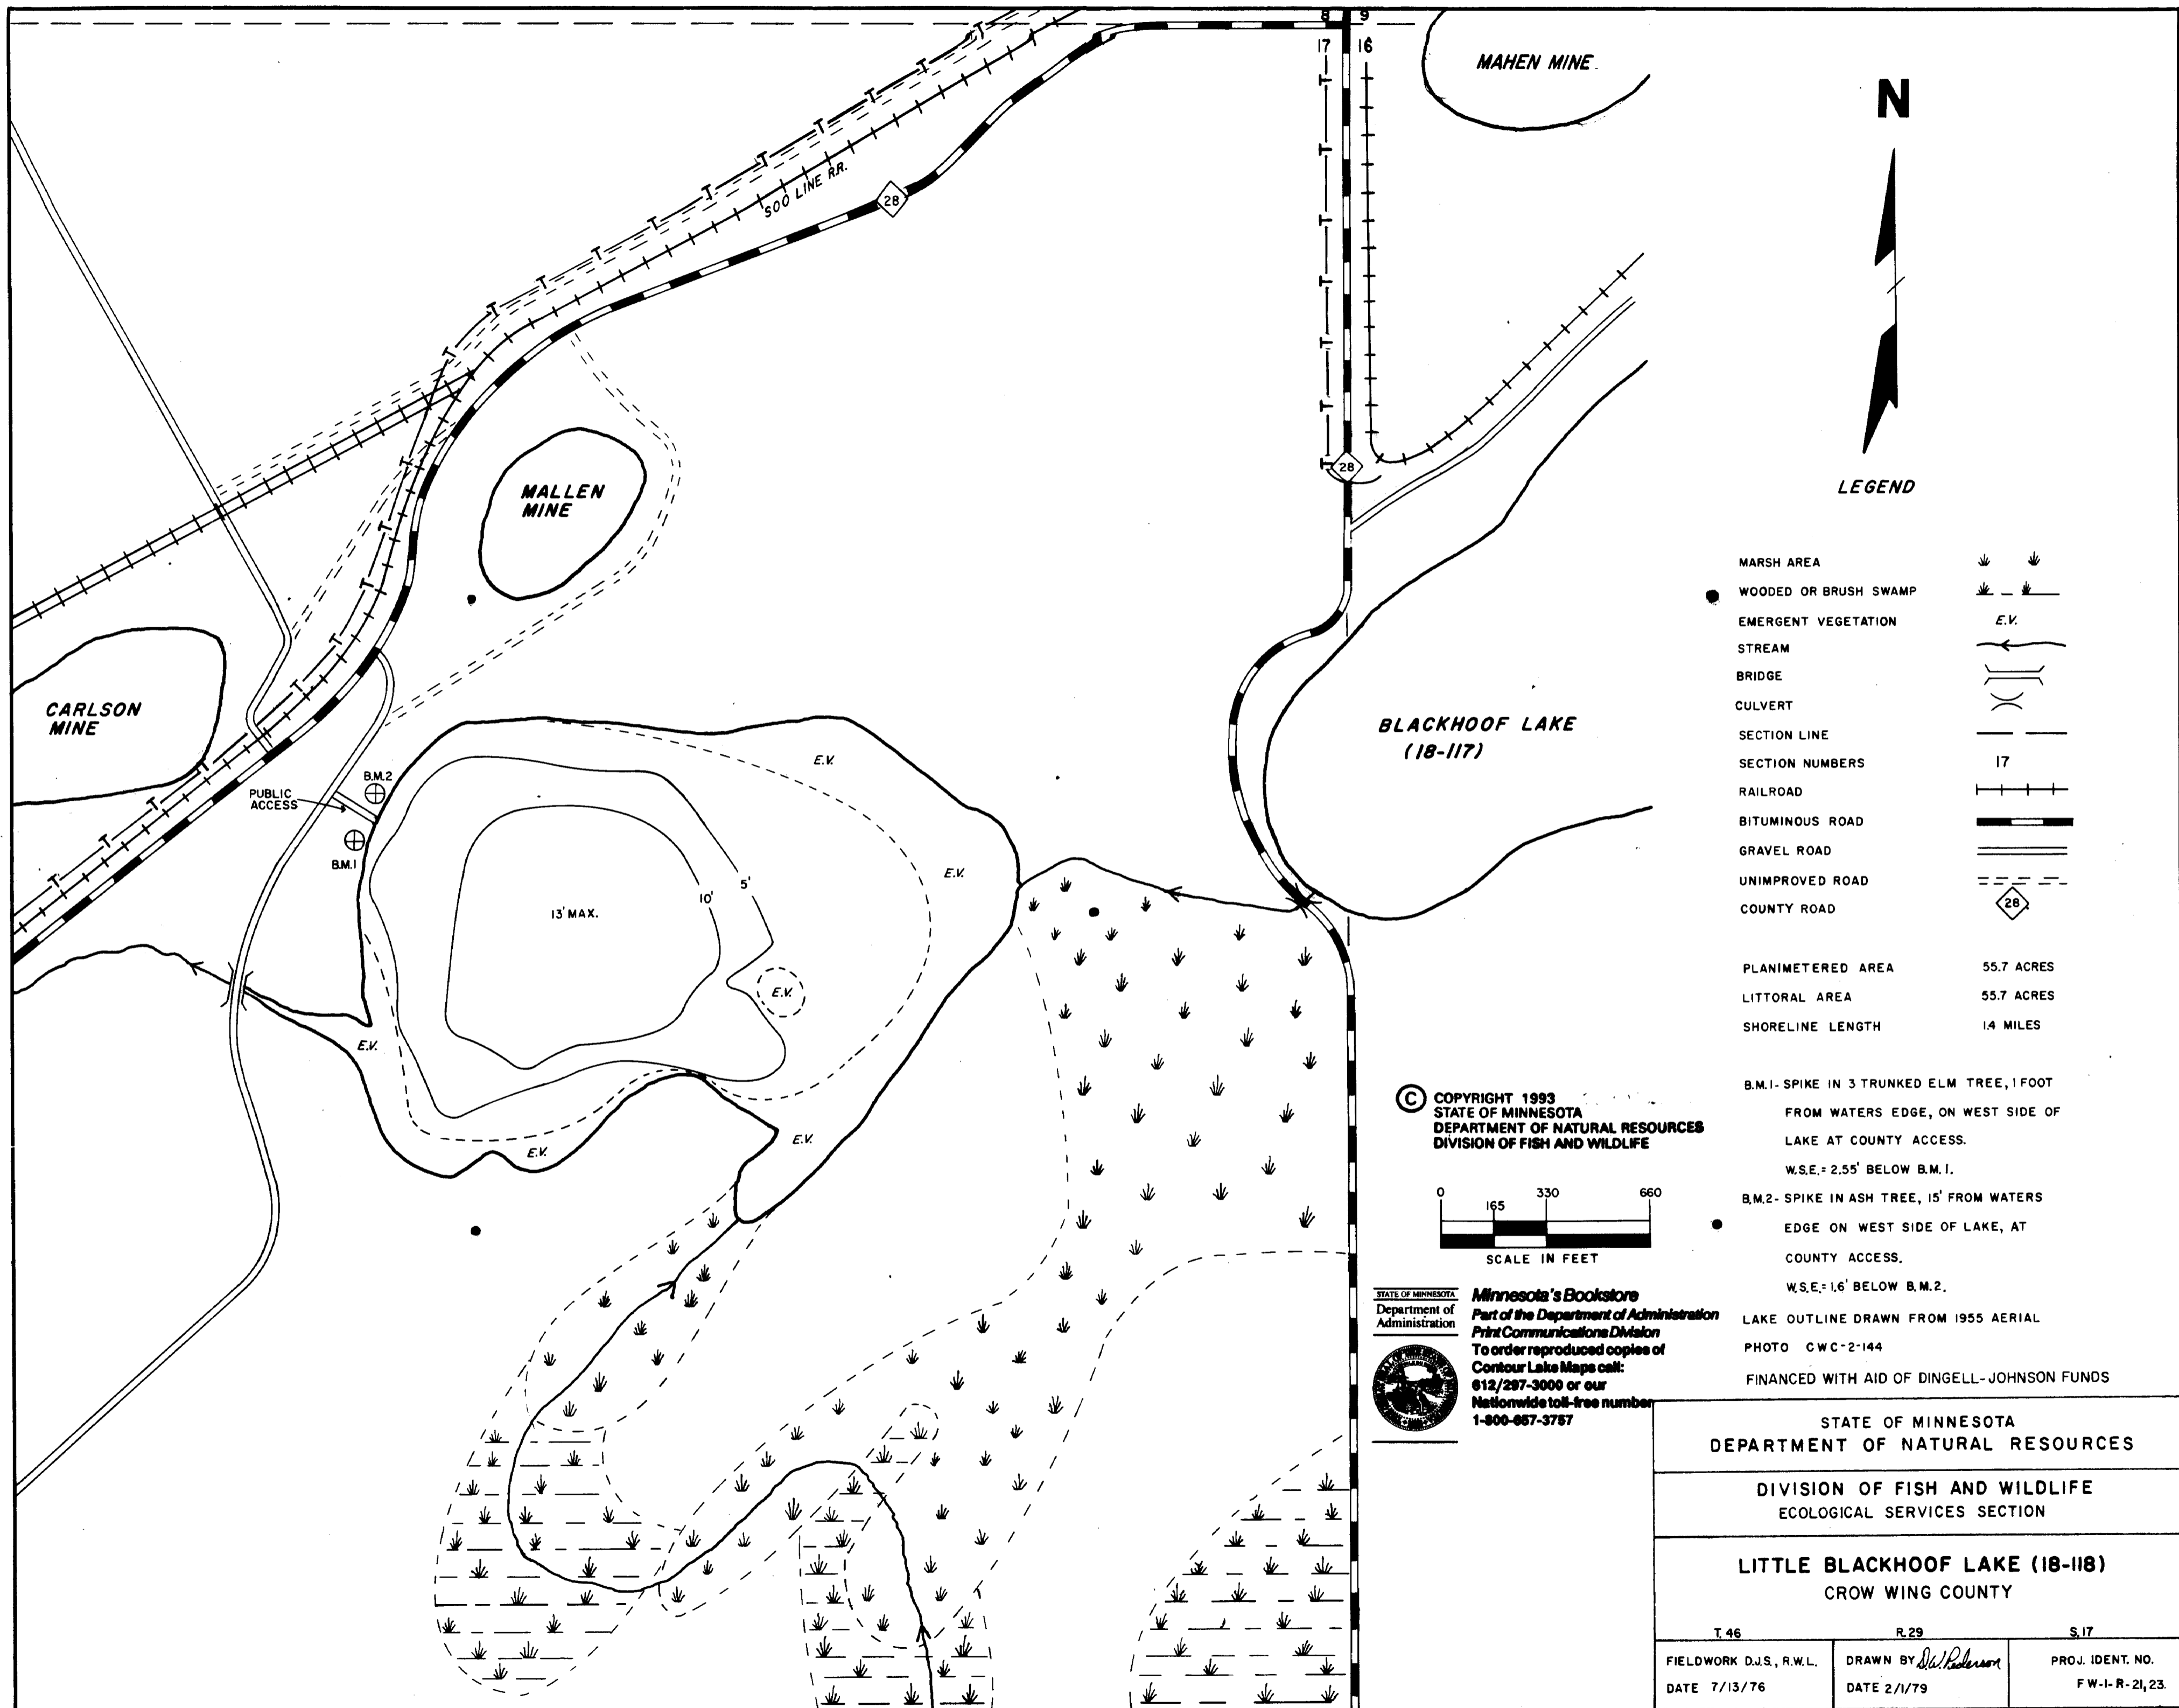 8 9
17 16
MAHEN MINE
N
SOO LINE R.R.
28
28
LEGEND
MALLEN
MINE
MARSH AREA
WOODED OR BRUSH SWAMP
EMERGENT VEGETATION E.V.
STREAM
BRIDGE
CULVERT
SECTION LINE
SECTION NUMBERS 17
RAILROAD
BITUMINOUS ROAD
GRAVEL ROAD
UNIMPROVED ROAD
COUNTY ROAD 28
CARLSON
MINE
BLACKHOOF LAKE
(18-117)
E.V.
B.M.2
PUBLIC
ACCESS
B.M.1
E.V.
5'
10'
13' MAX.
E.V.
E.V.
E.V.
E.V.
PLANIMETERED AREA 55.7 ACRES
LITTORAL AREA 55.7 ACRES
SHORELINE LENGTH 1.4 MILES
B.M.1- SPIKE IN 3 TRUNKED ELM TREE, 1 FOOT
FROM WATERS EDGE, ON WEST SIDE OF
LAKE AT COUNTY ACCESS.
W.S.E.= 2.55' BELOW B.M.1.
B.M.2- SPIKE IN ASH TREE, 15' FROM WATERS
EDGE ON WEST SIDE OF LAKE, AT
COUNTY ACCESS.
W.S.E.= 1.6' BELOW B.M.2.
LAKE OUTLINE DRAWN FROM 1955 AERIAL
PHOTO CWC-2-144
FINANCED WITH AID OF DINGELL-JOHNSON FUNDS
© COPYRIGHT 1993
STATE OF MINNESOTA
DEPARTMENT OF NATURAL RESOURCES
DIVISION OF FISH AND WILDLIFE
0 165 330 660
SCALE IN FEET
STATE OF MINNESOTA
Department of
Administration
Minnesota's Bookstore
Part of the Department of Administration
Print Communications Division
To order reproduced copies of
Contour Lake Maps call:
612/297-3000 or our
Nationwide toll-free number
1-800-657-3757
STATE OF MINNESOTA
DEPARTMENT OF NATURAL RESOURCES
DIVISION OF FISH AND WILDLIFE
ECOLOGICAL SERVICES SECTION
LITTLE BLACKHOOF LAKE (18-118)
CROW WING COUNTY
T. 46 R. 29 S. 17
FIELDWORK D.J.S., R.W.L.
DATE 7/13/76
DRAWN BY D.W. Pederson
DATE 2/1/79
PROJ. IDENT. NO.
FW-1-R-21,23.